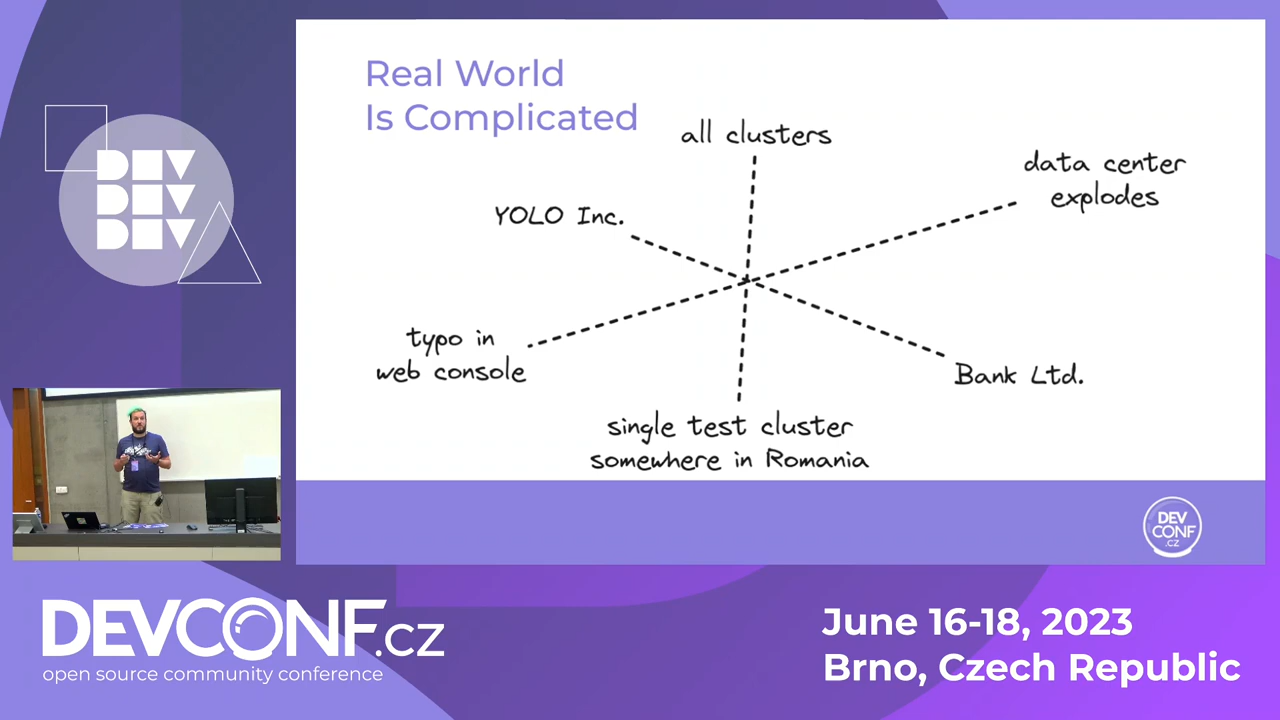 DEV
DEV
DEV
Real World
Is Complicated
all clusters
data center
explodes
YOLO Inc.
typo in
web console
Bank Ltd.
single test cluster
somewhere in Romania
DEV
CONF
.CZ
DEVCONF.cz
open source community conference
June 16-18, 2023
Brno, Czech Republic